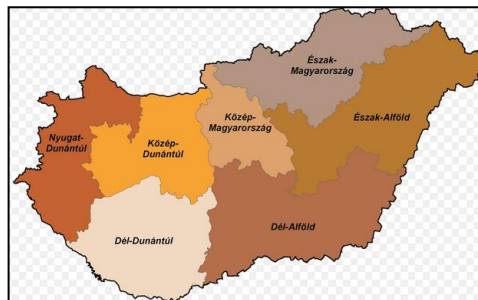 Észak-
Magyarország
Nyugat-
Dunántúl
Közép-
Dunántúl
Közép-
Magyarország
Észak-Alföld
Dél-Dunántúl
Dél-Alföld